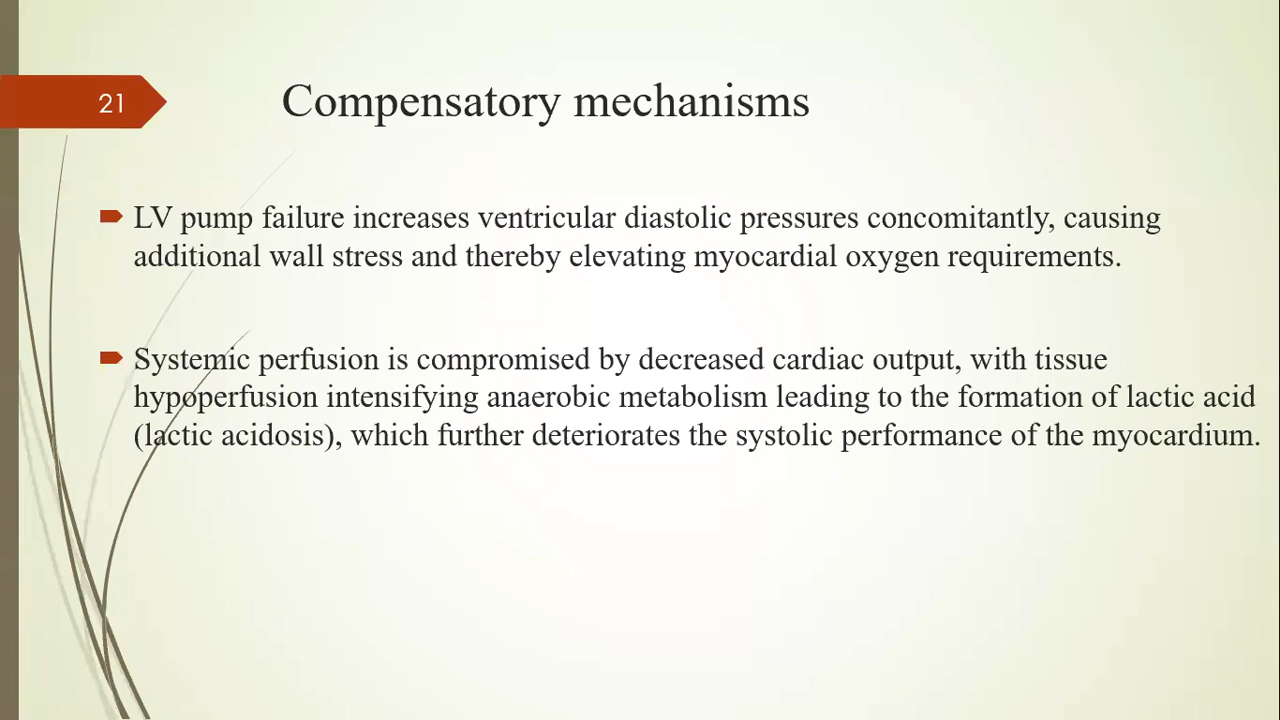 21
Compensatory mechanisms
LV pump failure increases ventricular diastolic pressures concomitantly, causing
additional wall stress and thereby elevating myocardial oxygen requirements.
Systemic perfusion is compromised by decreased cardiac output, with tissue
hypoperfusion intensifying anaerobic metabolism leading to the formation of lactic acid
(lactic acidosis), which further deteriorates the systolic performance of the myocardium.